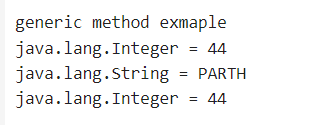 generic method exmaple
java.lang.Integer = 44
java.lang.String = PARTH
java.lang.Integer = 44